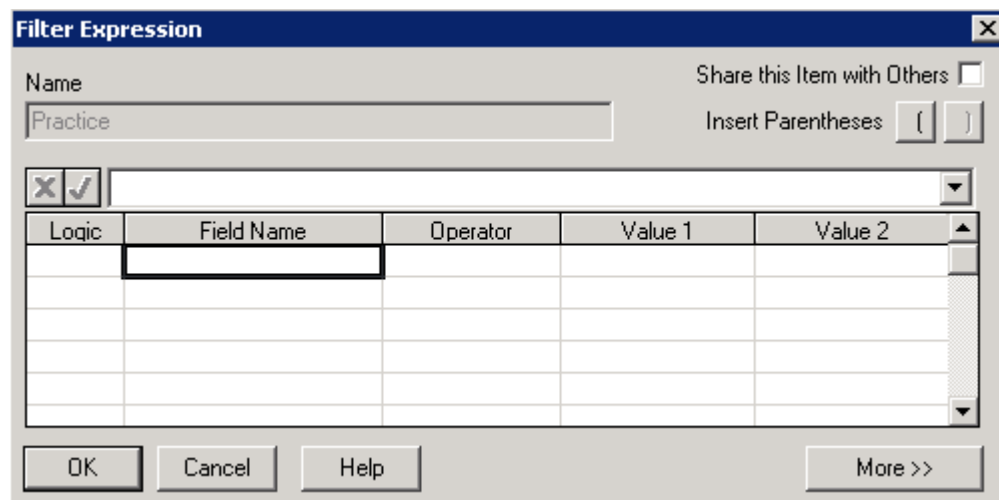 Filter Expression
Name
Share this Item with Others
Practice
Insert Parentheses ( )
Logic Field Name Operator Value 1 Value 2
OK Cancel Help More >>